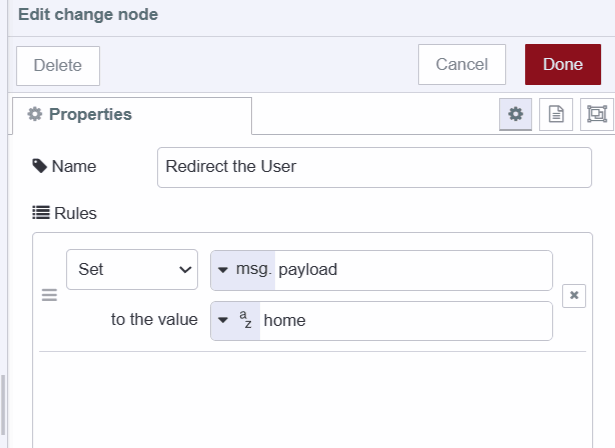 Edit change node
Delete
Cancel
Done
Properties
Name
Redirect the User
Rules
Set
msg. payload
to the value
az home